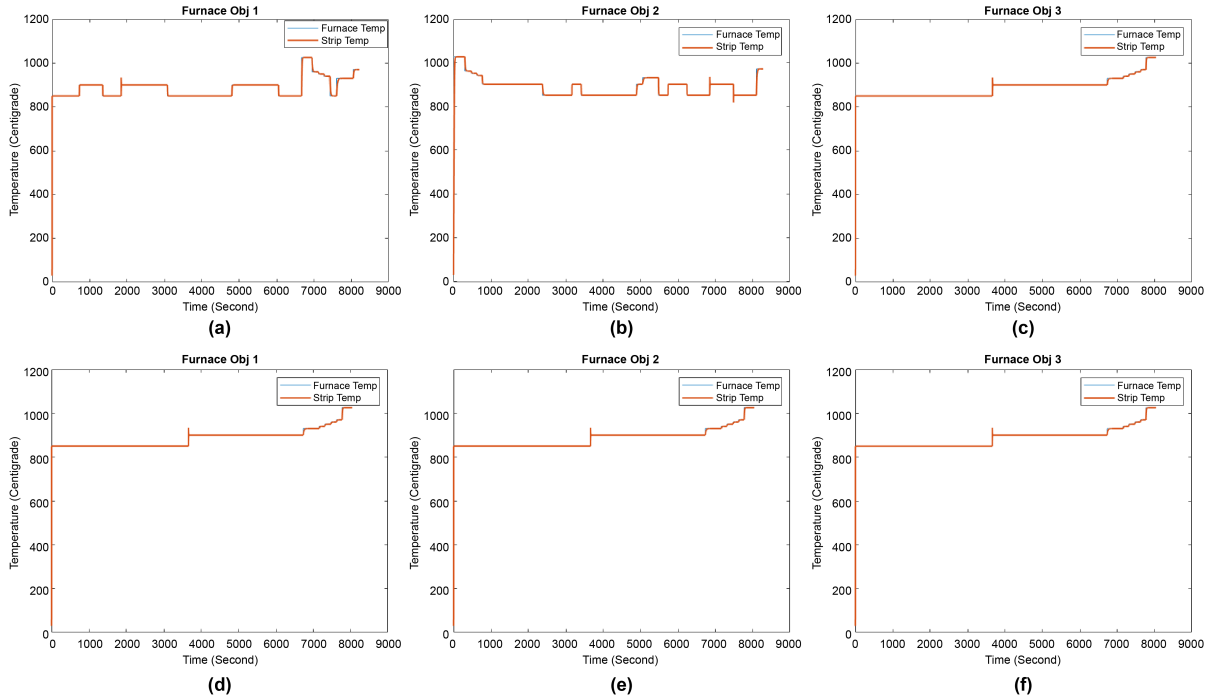 Furnace Obj 1
Furnace Temp
Strip Temp
1200
1000
800
600
400
200
0
Temperature (Centigrade)
0 1000 2000 3000 4000 5000 6000 7000 8000 9000
Time (Second)
(a)
Furnace Obj 2
Furnace Temp
Strip Temp
1200
1000
800
600
400
200
0
Temperature (Centigrade)
0 1000 2000 3000 4000 5000 6000 7000 8000 9000
Time (Second)
(b)
Furnace Obj 3
Furnace Temp
Strip Temp
1200
1000
800
600
400
200
0
Temperature (Centigrade)
0 1000 2000 3000 4000 5000 6000 7000 8000 9000
Time (Second)
(c)
Furnace Obj 1
Furnace Temp
Strip Temp
1200
1000
800
600
400
200
0
Temperature (Centigrade)
0 1000 2000 3000 4000 5000 6000 7000 8000 9000
Time (Second)
(d)
Furnace Obj 2
Furnace Temp
Strip Temp
1200
1000
800
600
400
200
0
Temperature (Centigrade)
0 1000 2000 3000 4000 5000 6000 7000 8000 9000
Time (Second)
(e)
Furnace Obj 3
Furnace Temp
Strip Temp
1200
1000
800
600
400
200
0
Temperature (Centigrade)
0 1000 2000 3000 4000 5000 6000 7000 8000 9000
Time (Second)
(f)